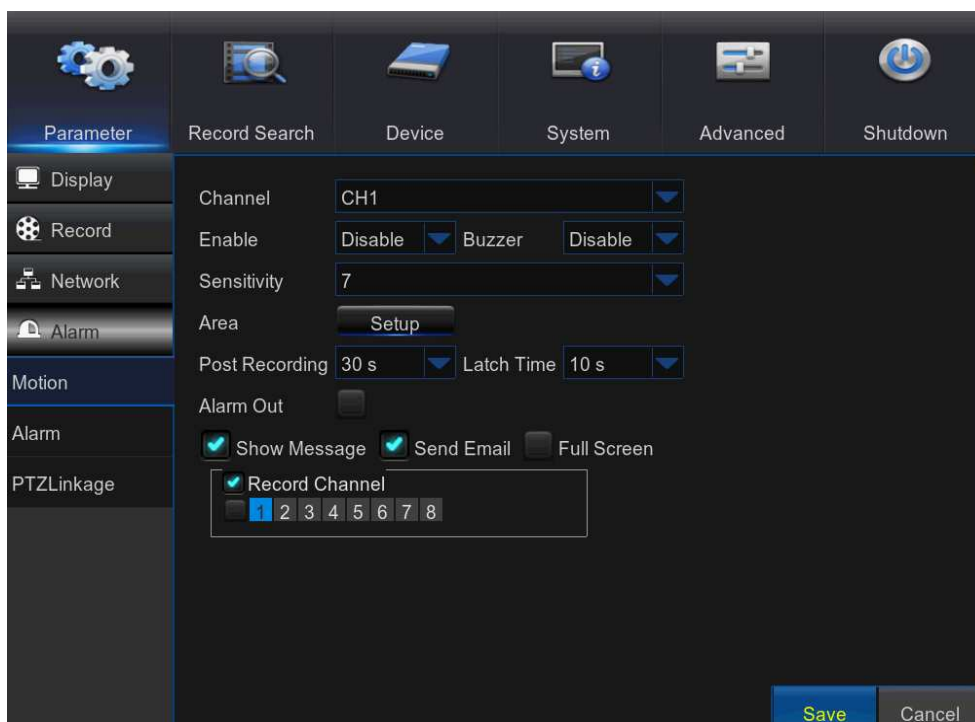 Parameter Record Search Device System Advanced Shutdown
Display
Record
Network
Alarm
Motion
Alarm
PTZLinkage
Channel CH1
Enable Disable Buzzer Disable
Sensitivity 7
Area Setup
Post Recording 30 s Latch Time 10 s
Alarm Out
Show Message Send Email Full Screen
Record Channel
1 2 3 4 5 6 7 8
Save Cancel